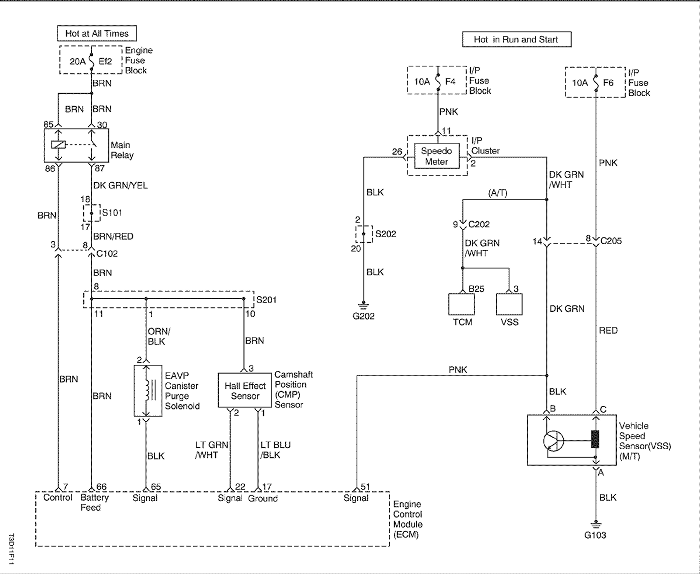 Hot at All Times
Hot in Run and Start
20A Ef2
Engine
Fuse
Block
BRN
BRN BRN
85 30
Main
Relay
86 87
DK GRN/YEL
18
S101
17
BRN
BRN/RED
3 8
C102
BRN
8
S201
11 1 10
ORN/
BLK
BRN
2
EAVP
Canister
Purge
Solenoid
1
3
Hall Effect
Sensor
Camshaft
Position
(CMP)
Sensor
2 1
BRN
BRN
BLK
LT GRN
/WHT
LT BLU
/BLK
7 66 65 22 17 51
Control
Battery
Feed
Signal
Signal
Ground
Signal
Engine
Control
Module
(ECM)
10A F4
I/P
Fuse
Block
10A F6
I/P
Fuse
Block
PNK
11
I/P
Cluster
Speedo
Meter
26
2
PNK
BLK
DK GRN
/WHT
(A/T)
2
S202
20
9
C202
DK GRN
/WHT
14 8
C205
BLK
G202
B25 3
TCM VSS
DK GRN
RED
PNK
BLK
B C
Vehicle
Speed
Sensor(VSS)
(M/T)
A
BLK
G103
T3D11F11